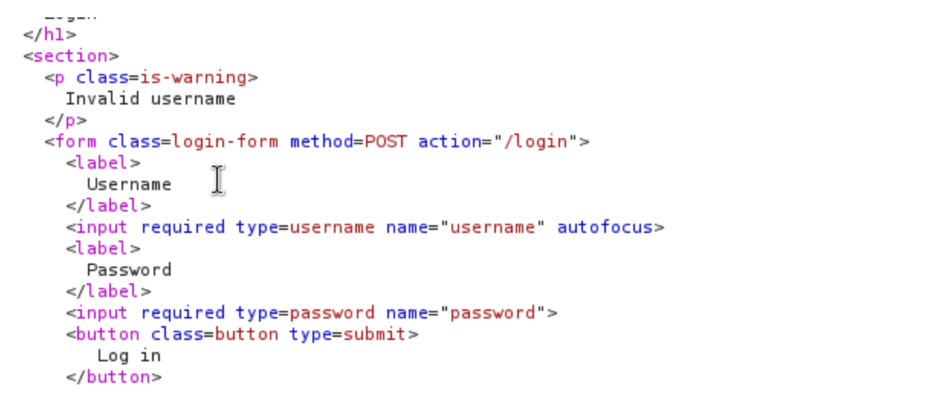 Login
</h1>
<section>
<p class=is-warning>
Invalid username
</p>
<form class=login-form method=POST action="/login">
<label>
Username
</label>
<input required type=username name="username" autofocus>
<label>
Password
</label>
<input required type=password name="password">
<button class=button type=submit>
Log in
</button>